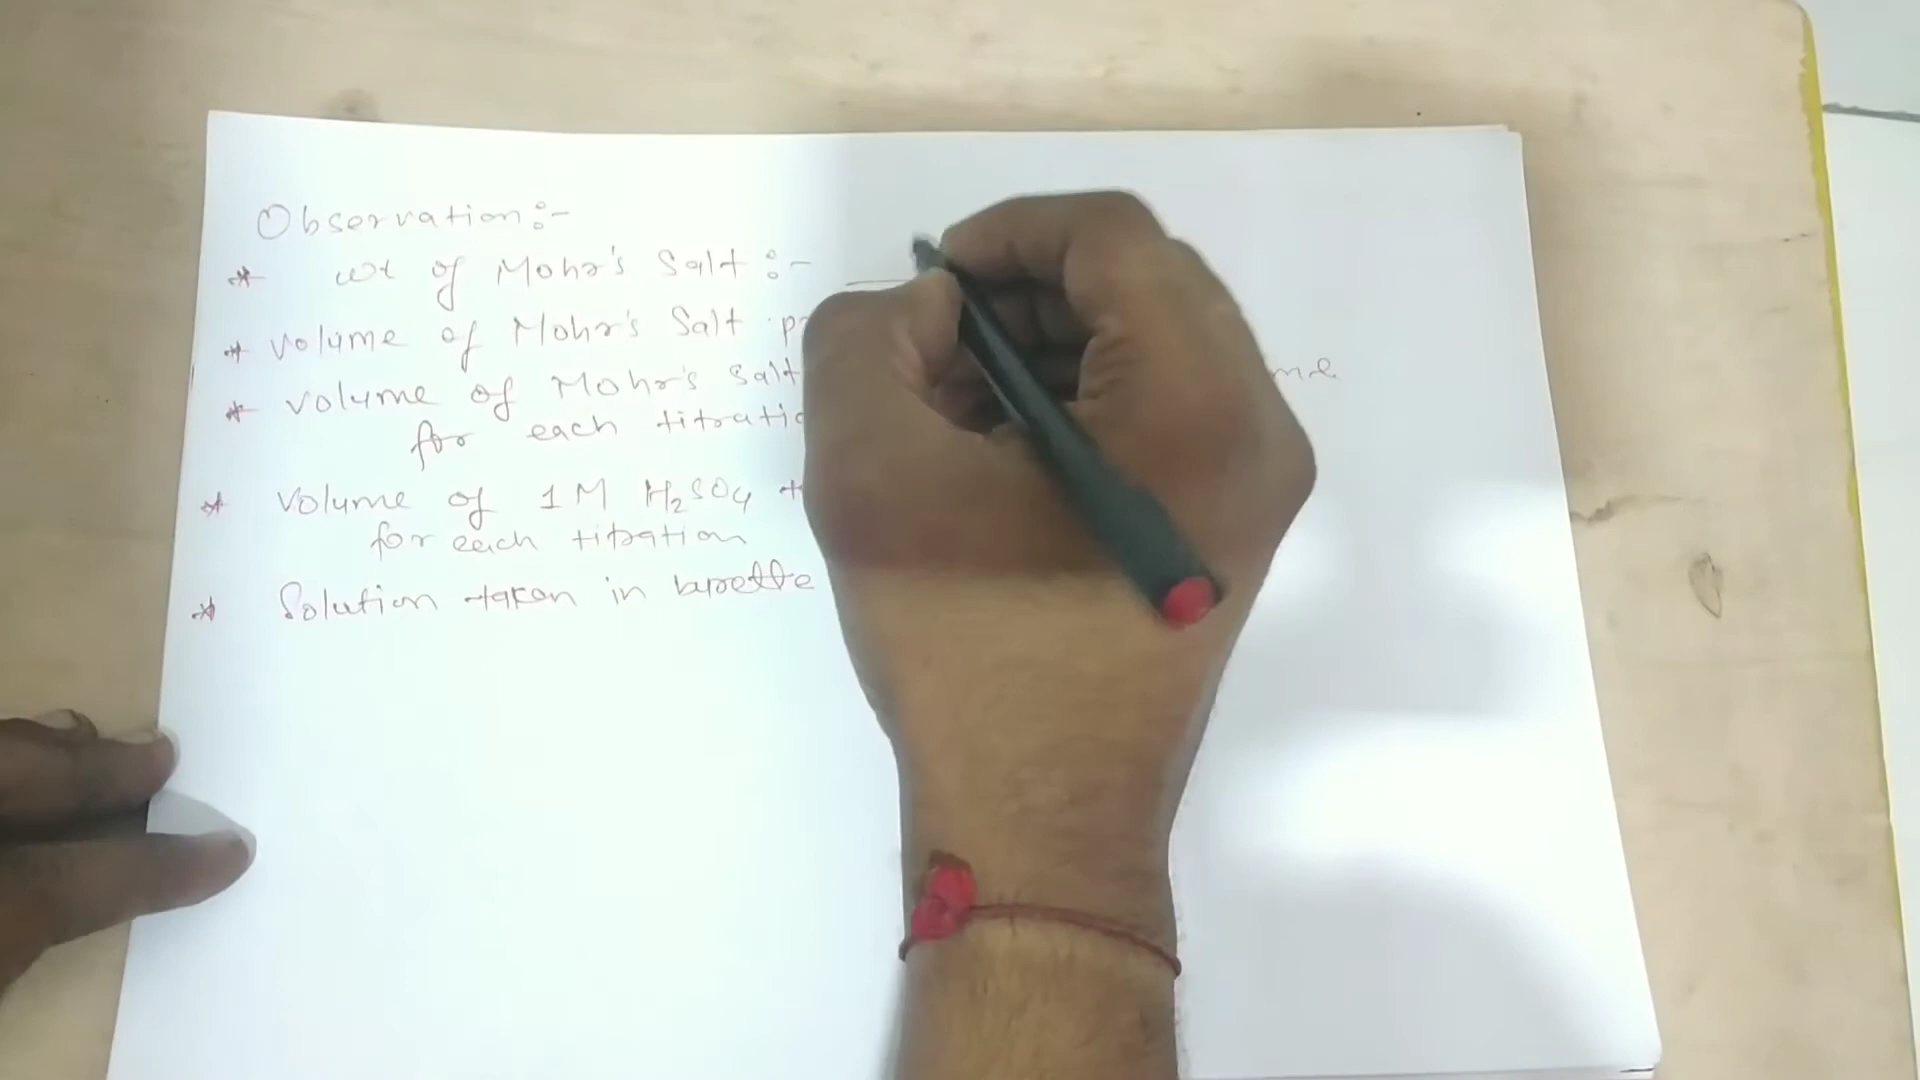 Observation:-
* wt of Mohr's Salt :-
* volume of Mohr's Salt
* volume of Mohr's Salt
for each
* Volume of 1M H2SO4
for each titration
* Solution taken in burette